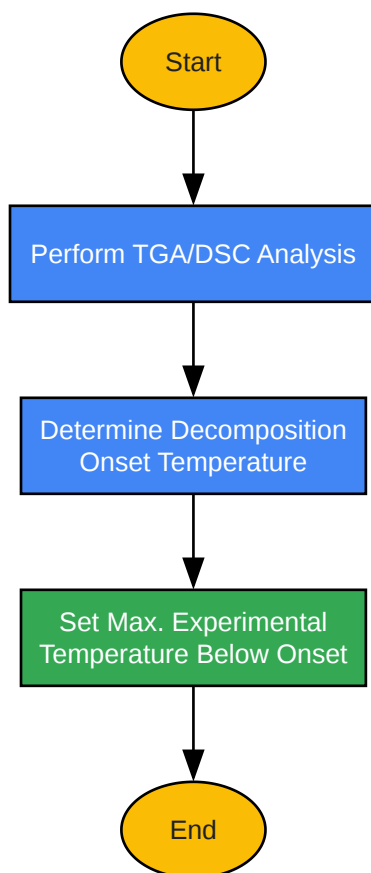 Start
Perform TGA/DSC Analysis
Determine Decomposition
Onset Temperature
Set Max. Experimental
Temperature Below Onset
End